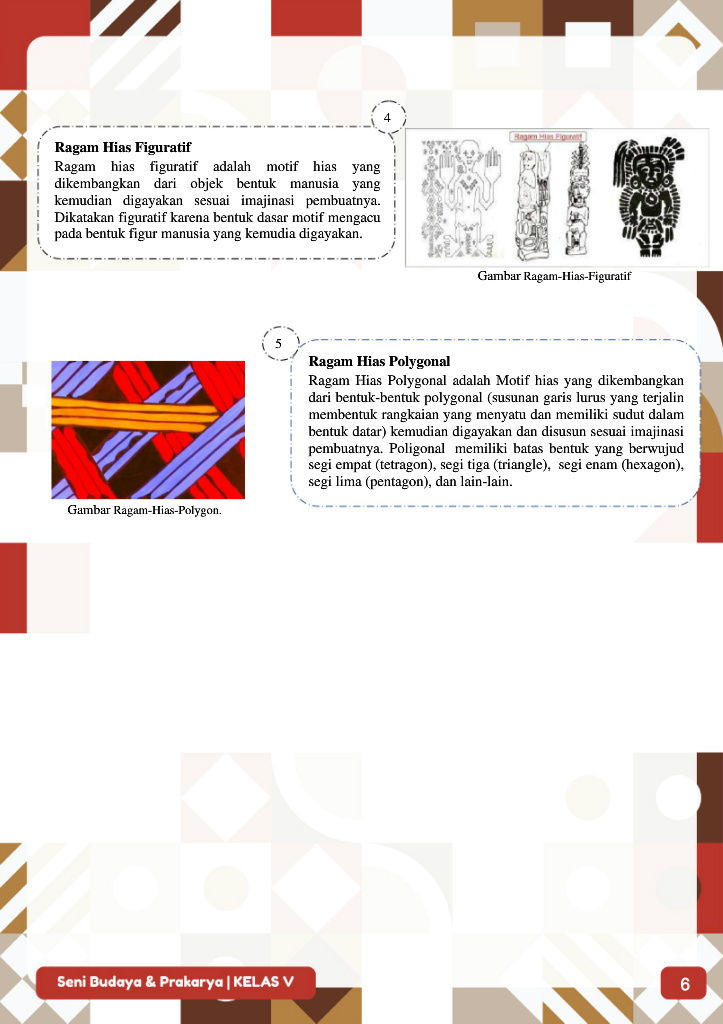 4
Ragam Hias Figuratif
Ragam hias figuratif adalah motif hias yang
dikembangkan dari objek bentuk manusia yang
kemudian digayakan sesuai imajinasi pembuatnya.
Dikatakan figuratif karena bentuk dasar motif mengacu
pada bentuk figur manusia yang kemudia digayakan.
Ragam Hias Figuratif
Gambar Ragam-Hias-Figuratif
5
Ragam Hias Polygonal
Ragam Hias Polygonal adalah Motif hias yang dikembangkan
dari bentuk-bentuk polygonal (susunan garis lurus yang terjalin
membentuk rangkaian yang menyatu dan memiliki sudut dalam
bentuk datar) kemudian digayakan dan disusun sesuai imajinasi
pembuatnya. Poligonal memiliki batas bentuk yang berwujud
segi empat (tetragon), segi tiga (triangle), segi enam (hexagon),
segi lima (pentagon), dan lain-lain.
Gambar Ragam-Hias-Polygon.
Seni Budaya & Prakarya | KELAS V
6